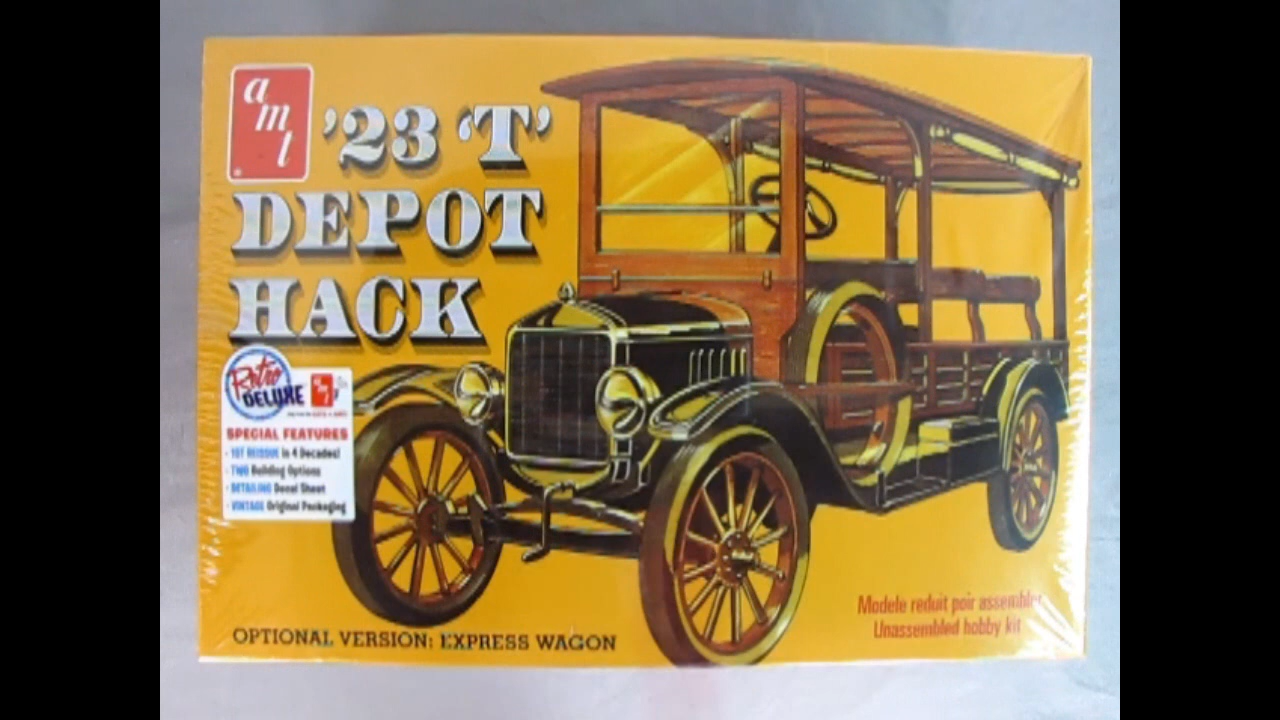 amt
'23 'T'
DEPOT
HACK
Retro
DELUXE
amt
SPECIAL FEATURES
· 1ST REISSUE in 4 Decades!
· TWO Building Options
· DETAILING Decal Sheet
· VINTAGE Original Packaging
OPTIONAL VERSION: EXPRESS WAGON
Modele reduit poir assembler
Unassembled hobby kit